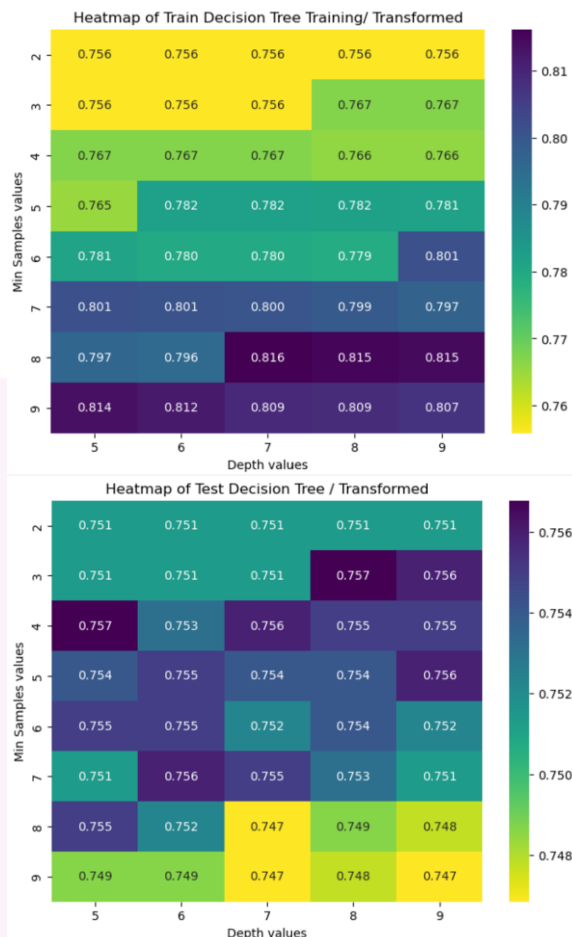 Heatmap of Train Decision Tree Training/ Transformed
2 0.756 0.756 0.756 0.756 0.756
3 0.756 0.756 0.756 0.767 0.767
4 0.767 0.767 0.767 0.766 0.766
5 0.765 0.782 0.782 0.782 0.781
6 0.781 0.780 0.780 0.779 0.801
7 0.801 0.801 0.800 0.799 0.797
8 0.797 0.796 0.816 0.815 0.815
9 0.814 0.812 0.809 0.809 0.807
Min Samples values
5 6 7 8 9
Depth values
0.81
0.80
0.79
0.78
0.77
0.76
Heatmap of Test Decision Tree / Transformed
2 0.751 0.751 0.751 0.751 0.751
3 0.751 0.751 0.751 0.757 0.756
4 0.757 0.753 0.756 0.755 0.755
5 0.754 0.755 0.754 0.754 0.756
6 0.755 0.755 0.752 0.754 0.752
7 0.751 0.756 0.755 0.753 0.751
8 0.755 0.752 0.747 0.749 0.748
9 0.749 0.749 0.747 0.748 0.747
Min Samples values
5 6 7 8 9
Depth values
0.756
0.754
0.752
0.750
0.748